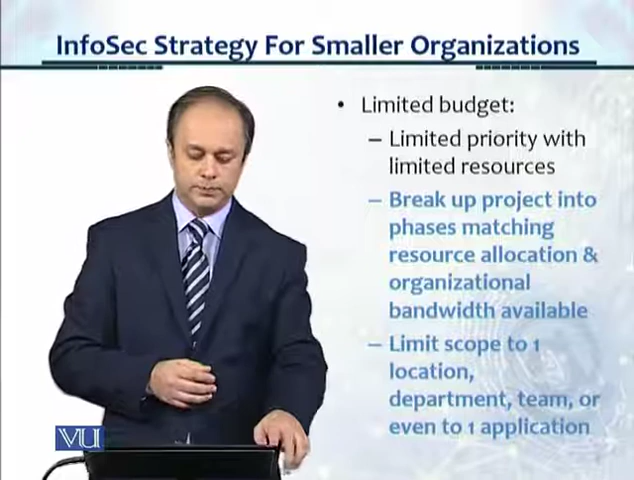 InfoSec Strategy For Smaller Organizations
• Limited budget:
– Limited priority with
limited resources
– Break up project into
phases matching
resource allocation &
organizational
bandwidth available
– Limit scope to 1
location,
department, team, or
even to 1 application
VU